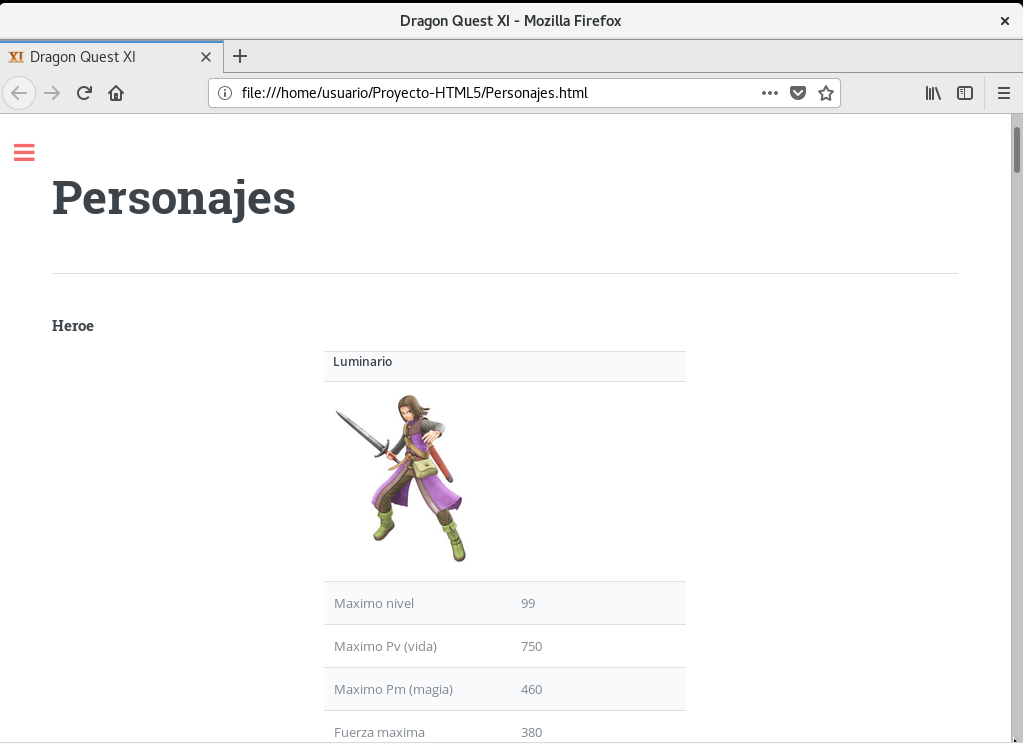 Dragon Quest XI - Mozilla Firefox
XI Dragon Quest XI
file:///home/usuario/Proyecto-HTML5/Personajes.html
Personajes
Heroe
Luminario
Maximo nivel 99
Maximo Pv (vida) 750
Maximo Pm (magia) 460
Fuerza maxima 380